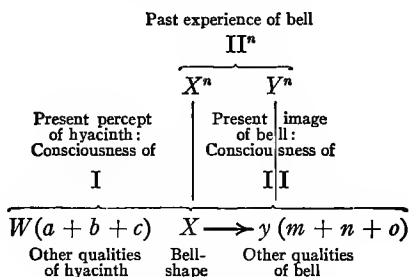 Past experience of bell
IIⁿ
Xⁿ Yⁿ
Present percept
of hyacinth:
Consciousness of
I
Present image
of bell:
Consciousness of
II
W(a + b + c) X ⟶ y (m + n + o)
Other qualities
of hyacinth
Bell-
shape
Other qualities
of bell